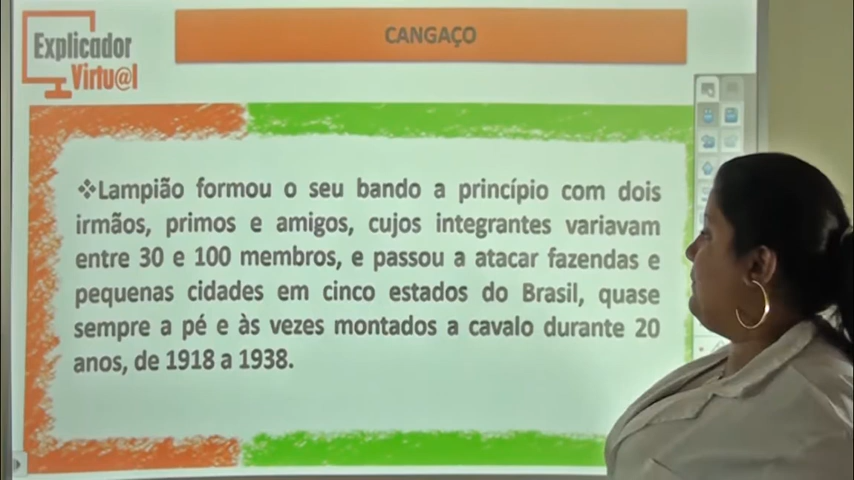 Explicador
Virtu@l
CANGAÇO
❖Lampião formou o seu bando a princípio com dois
irmãos, primos e amigos, cujos integrantes variavam
entre 30 e 100 membros, e passou a atacar fazendas e
pequenas cidades em cinco estados do Brasil, quase
sempre a pé e às vezes montados a cavalo durante 20
anos, de 1918 a 1938.